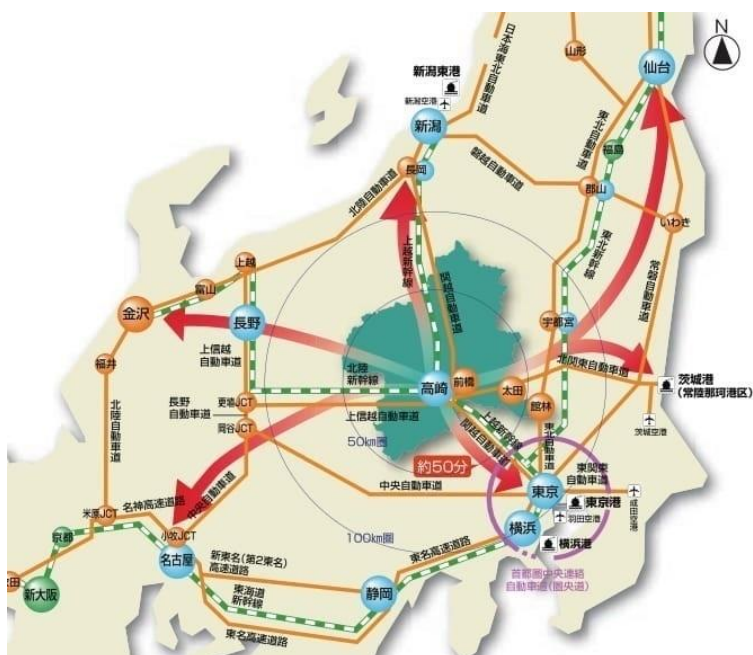 N
仙台
山形
日本海東北自動車道
新潟東港
新潟空港
新潟
東北自動車道
福島
磐越自動車道
長岡
郡山
いわき
北陸自動車道
上越新幹線
関越自動車道
東北新幹線
常磐自動車道
上越
富山
金沢
長野
宇都宮
上信越
自動車道
北陸
新幹線
北関東自動車道
福井
高崎
前橋
太田
館林
茨城港
(常陸那珂港区)
茨城空港
長野
自動車道
更埴JCT
上信越自動車道
岡谷JCT
北陸自動車道
50km圏
上越新幹線
関越自動車道
東北自動車道
約50分
中央自動車道
中央自動車道
東京
東関東
自動車道
東京港
羽田空港
成田空港
横浜
横浜港
米原JCT
名神高速道路
京都
小牧JCT
名古屋
100km圏
東名高速道路
首都圏中央連絡
自動車道(圏央道)
新東名(第2東名)
高速道路
東海道
新幹線
静岡
東名高速道路
吹田
新大阪